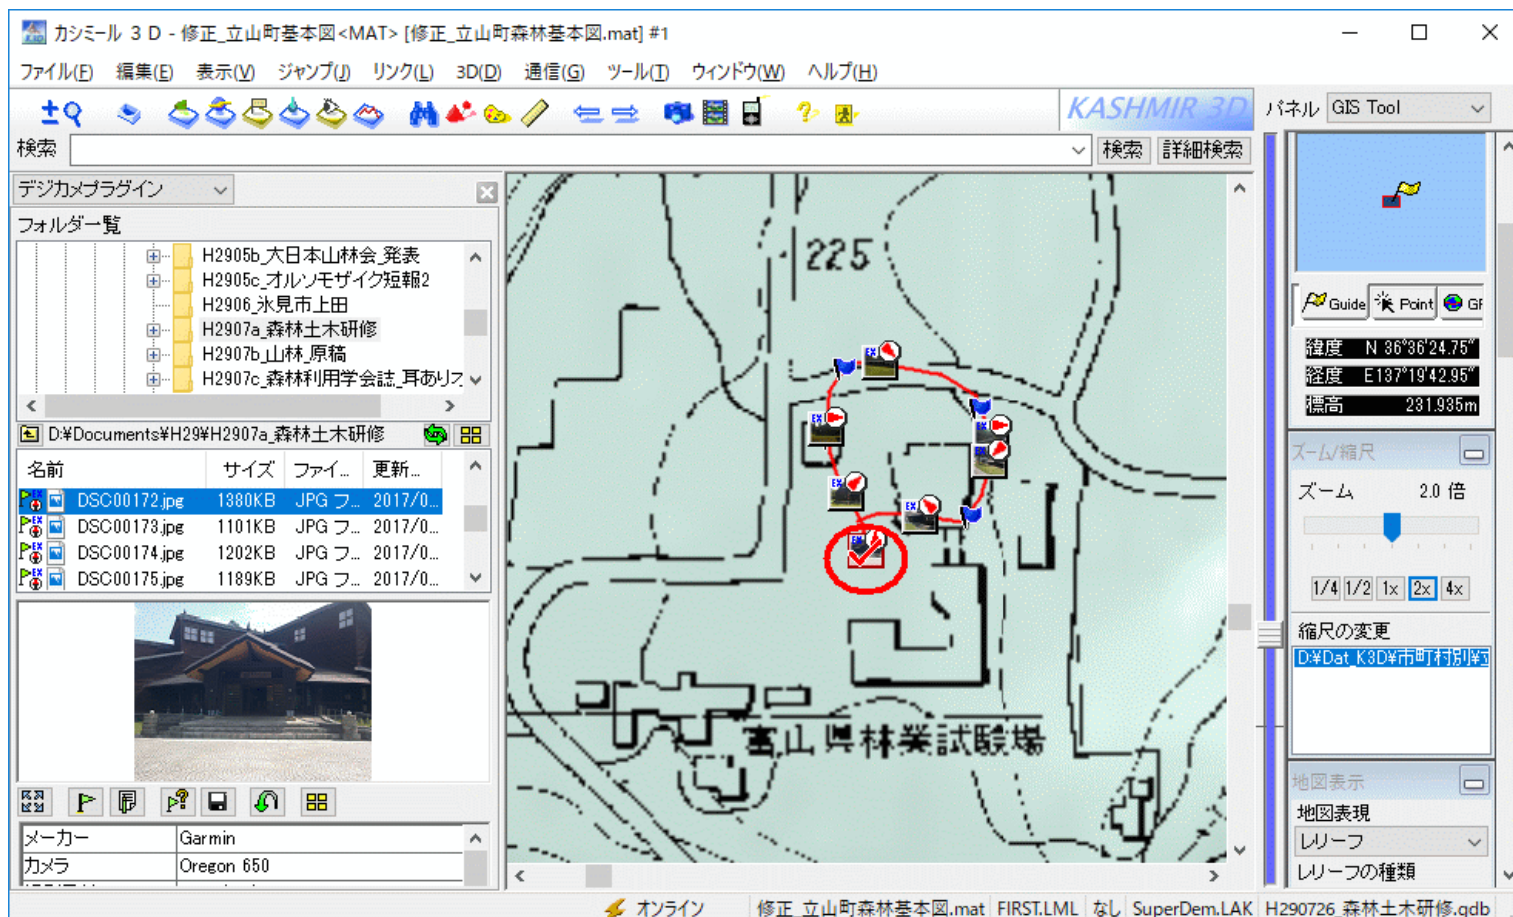 カシミール 3D - 修正_立山町基本図<MAT> [修正_立山町森林基本図.mat] #1
ファイル(F) 編集(E) 表示(V) ジャンプ(J) リンク(L) 3D(D) 通信(G) ツール(T) ウィンドウ(W) ヘルプ(H)
KASHMIR 3D
パネル GIS Tool
検索 検索 詳細検索
デジカメプラグイン
フォルダ一覧
H2905b_大日本山林会_発表
H2905c_オルソモザイク短報2
H2906_氷見市上田
H2907a_森林土木研修
H2907b_山林_原稿
H2907c_森林利用学会誌_耳あり
D:¥Documents¥H29¥H2907a_森林土木研修
名前 サイズ ファイ... 更新...
DSC00172.jpg 1380KB JPG フ... 2017/0...
DSC00173.jpg 1101KB JPG フ... 2017/0...
DSC00174.jpg 1202KB JPG フ... 2017/0...
DSC00175.jpg 1189KB JPG フ... 2017/0...
メーカー Garmin
カメラ Oregon 650
225
EX
EX
EX
EX
EX
EX
EX
EX
富山県林業試験場
Guide Point
緯度 N 36°36'24.75"
経度 E137°19'42.95"
標高 231.935m
ズーム/縮尺
ズーム 2.0 倍
1/4 1/2 1x 2x 4x
縮尺の変更
D:¥Dat_K3D¥市町村別¥
地図表示
地図表現
レリーフ
レリーフの種類
オンライン 修正_立山町森林基本図.mat FIRST.LML なし SuperDem.LAK H290726_森林土木研修.gdb